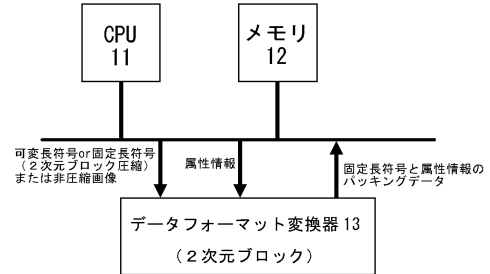 CPU
11
メモリ
12
可変長符号or固定長符号
（２次元ブロック圧縮）
または非圧縮画像
属性情報
固定長符号と属性情報の
パッキングデータ
データフォーマット変換器13
（２次元ブロック）